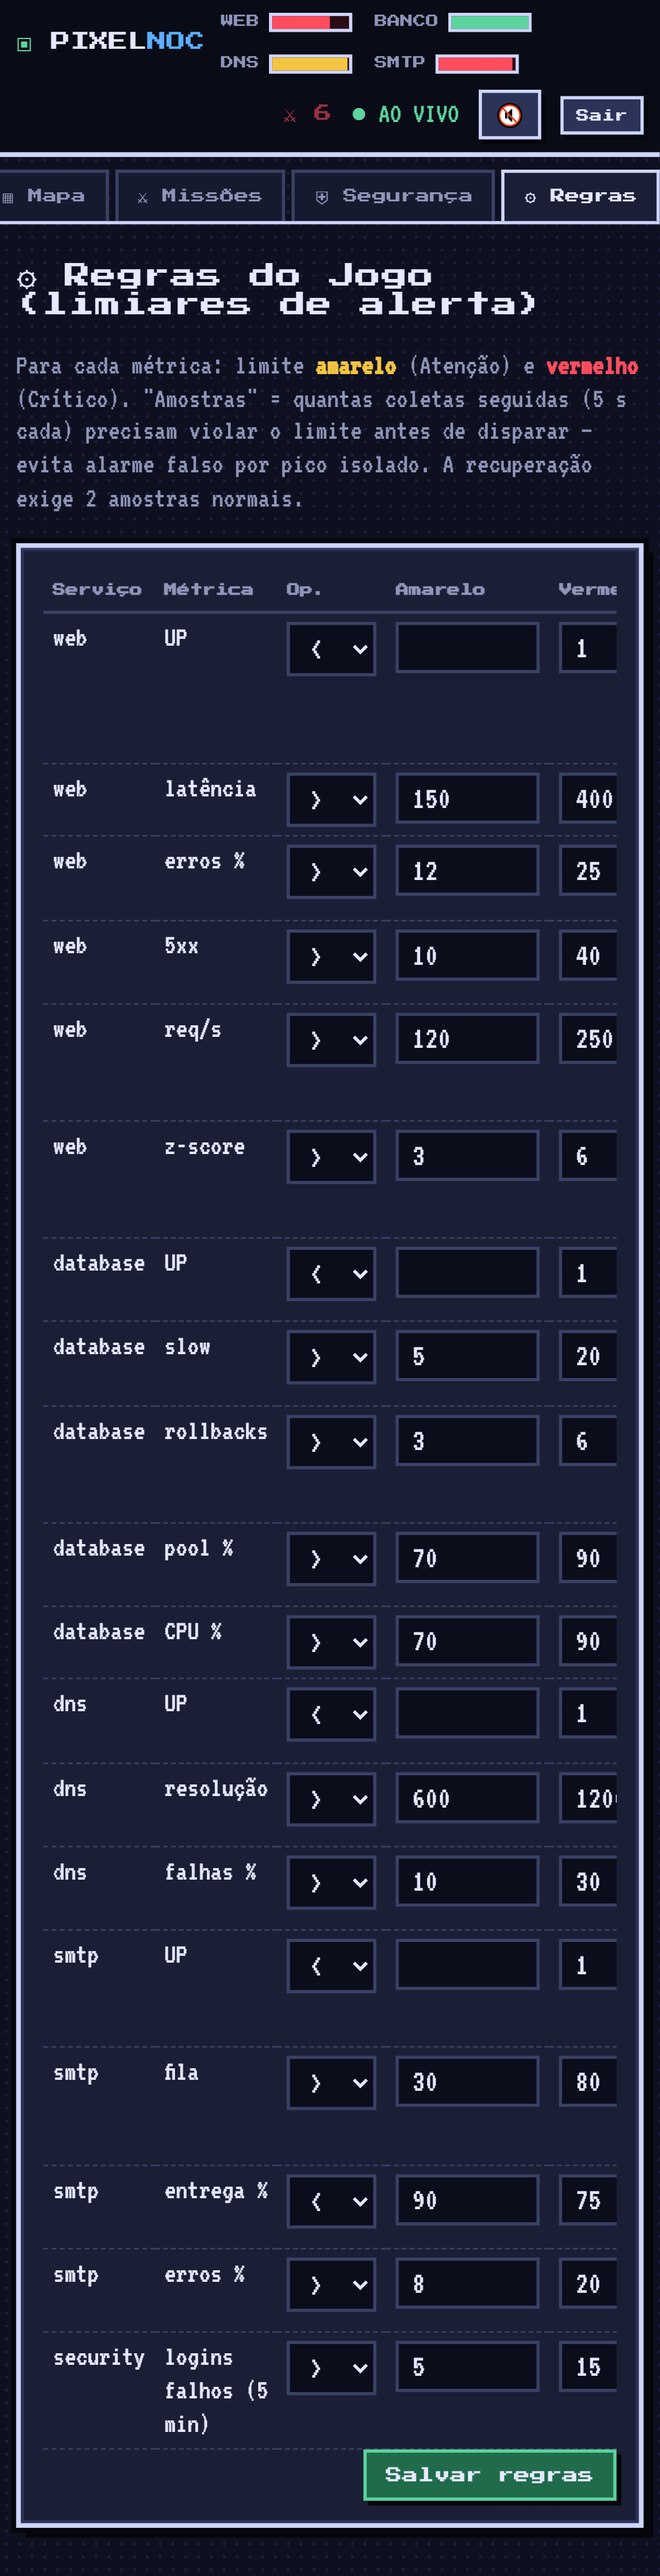 PIXELNOC
WEB
BANCO
DNS
SMTP
⚔ 6
● AO VIVO
Sair
Mapa
Missões
Segurança
Regras
Regras do Jogo
(limiares de alerta)
Para cada métrica: limite amarelo (Atenção) e vermelho
(Crítico). "Amostras" = quantas coletas seguidas (5 s
cada) precisam violar o limite antes de disparar —
evita alarme falso por pico isolado. A recuperação
exige 2 amostras normais.
Serviço Métrica Op. Amarelo Verme
web UP < 1
web latência > 150 400
web erros % > 12 25
web 5xx > 10 40
web req/s > 120 250
web z-score > 3 6
database UP < 1
database slow > 5 20
database rollbacks > 3 6
database pool % > 70 90
database CPU % > 70 90
dns UP < 1
dns resolução > 600 120
dns falhas % > 10 30
smtp UP < 1
smtp fila > 30 80
smtp entrega % < 90 75
smtp erros % > 8 20
security logins > 5 15
falhos (5
min)
Salvar regras